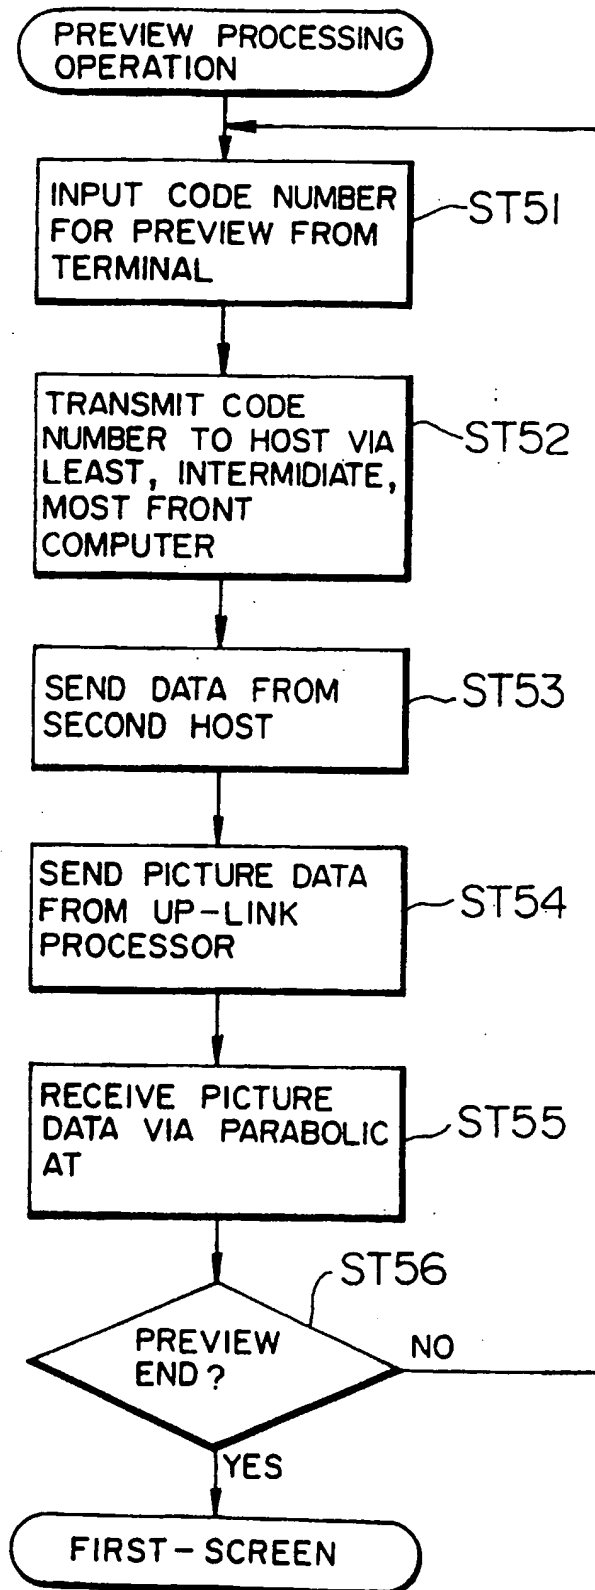 PREVIEW PROCESSING
OPERATION
INPUT CODE NUMBER
FOR PREVIEW FROM
TERMINAL
ST51
TRANSMIT CODE
NUMBER TO HOST VIA
LEAST, INTERMIDIATE,
MOST FRONT
COMPUTER
ST52
SEND DATA FROM
SECOND HOST
ST53
SEND PICTURE DATA
FROM UP-LINK
PROCESSOR
ST54
RECEIVE PICTURE
DATA VIA PARABOLIC
AT
ST55
ST56
PREVIEW
END?
NO
YES
FIRST-SCREEN